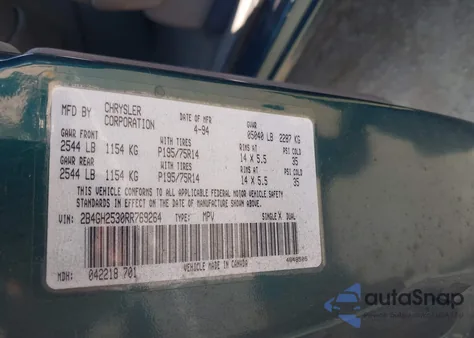 MFD BY CHRYSLER CORPORATION DATE OF MFR 4-94 GVWR 05040 LB 2287 KG
GAWR FRONT WITH TIRES RIMS AT PSI COLD
2544 LB 1154 KG P195/75R14 14 X 5.5 35
GAWR REAR WITH TIRES RIMS AT PSI COLD
2544 LB 1154 KG P195/75R14 14 X 5.5 35
THIS VEHICLE CONFORMS TO ALL APPLICABLE FEDERAL MOTOR VEHICLE SAFETY
STANDARDS IN EFFECT ON THE DATE OF MANUFACTURE SHOWN ABOVE
VIN: 2B4GH2530RR769264 TYPE: MPV SINGLE X DUAL
MDH: 042218 701 VEHICLE MADE IN CANADA
autoSnap